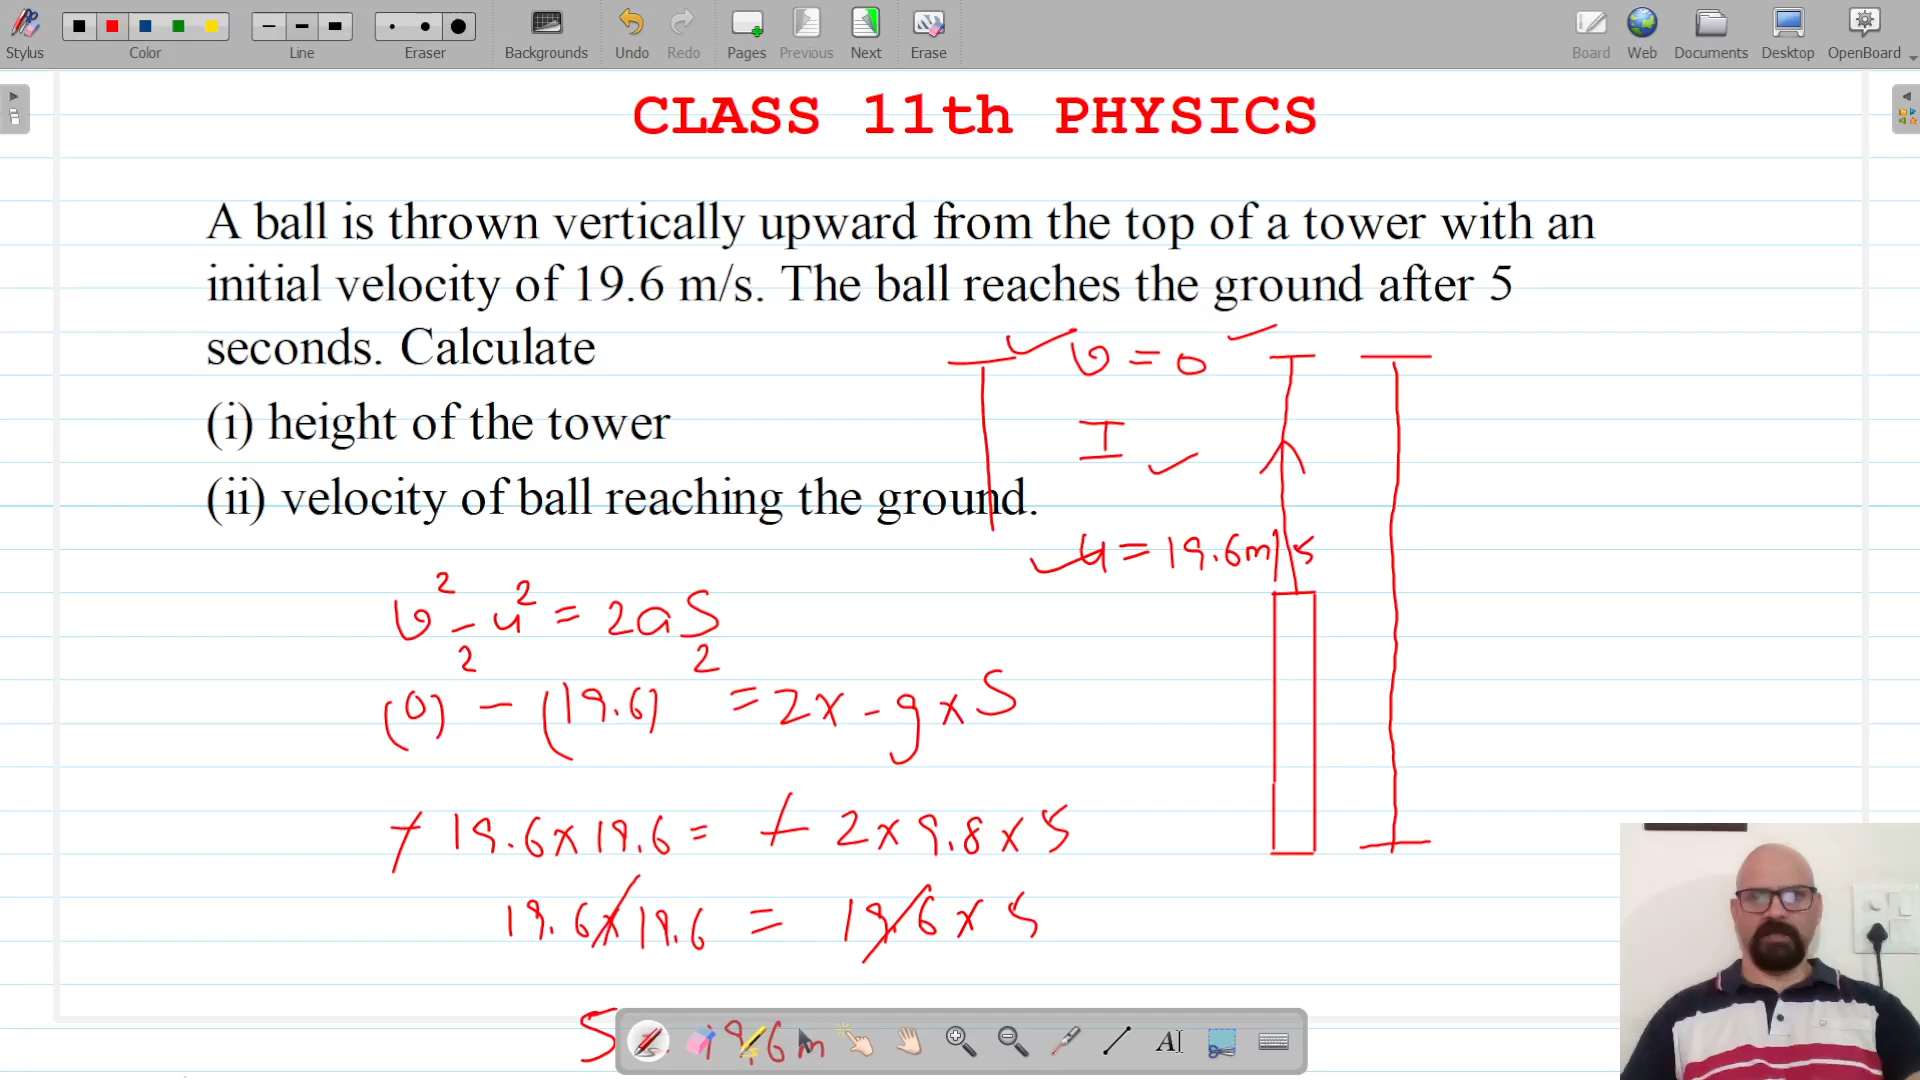 Stylus Color Line Eraser Backgrounds Undo Redo Pages Previous Next Erase Board Web Documents Desktop OpenBoard
CLASS 11th PHYSICS
A ball is thrown vertically upward from the top of a tower with an
initial velocity of 19.6 m/s. The ball reaches the ground after 5
seconds. Calculate
(i) height of the tower
(ii) velocity of ball reaching the ground.
v = 0
I
u = 19.6m/s
v² - u² = 2aS
(0)² - (19.6)² = 2x - g x S
- 19.6x19.6 = - 2x9.8 x S
19.6x19.6 = 19.6 x S
S 19.6 m